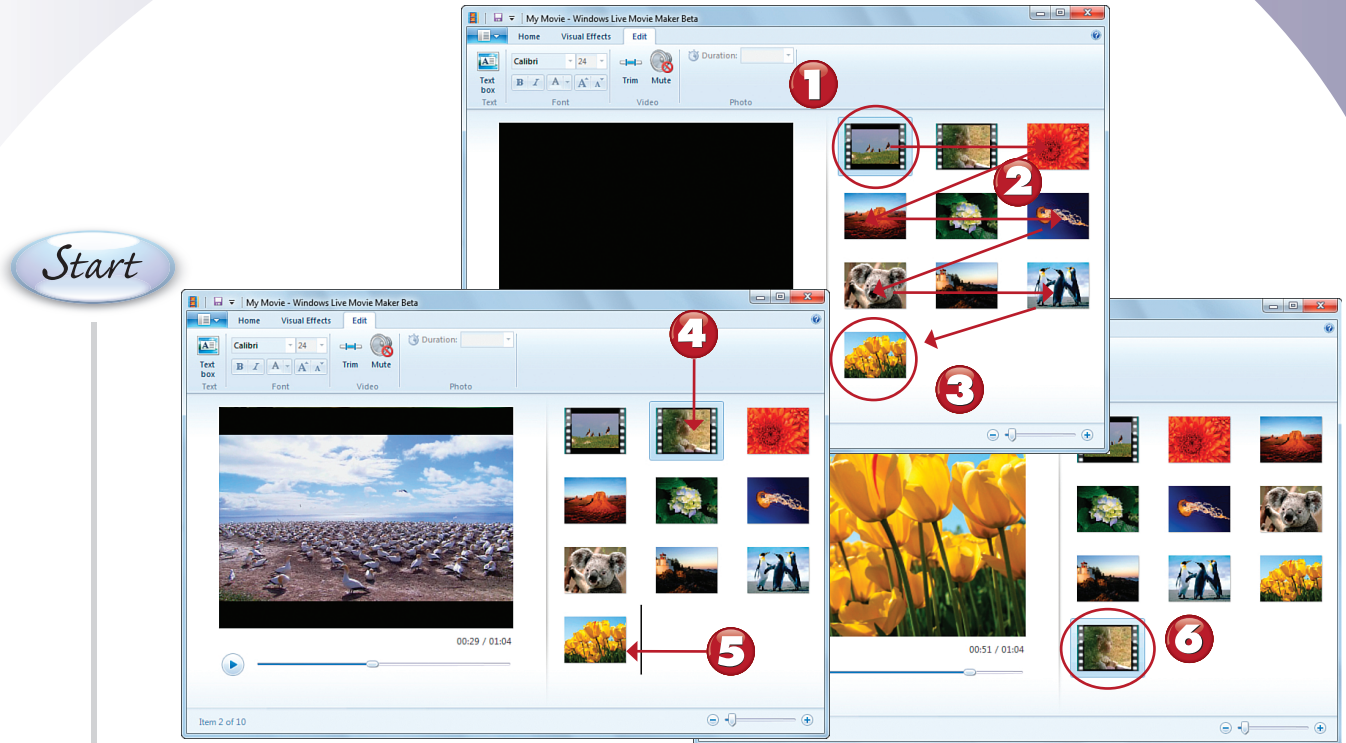 My Movie - Windows Live Movie Maker Beta
Home Visual Effects Edit
Calibri 24 Duration:
Text box B I A A A Trim Mute
Text Font Video Photo
1
2
3
Start
My Movie - Windows Live Movie Maker Beta
Home Visual Effects Edit
Calibri 24 Duration:
Text box B I A A A Trim Mute
Text Font Video Photo
4
00:29 / 01:04
5
Item 2 of 10
00:51 / 01:04
6